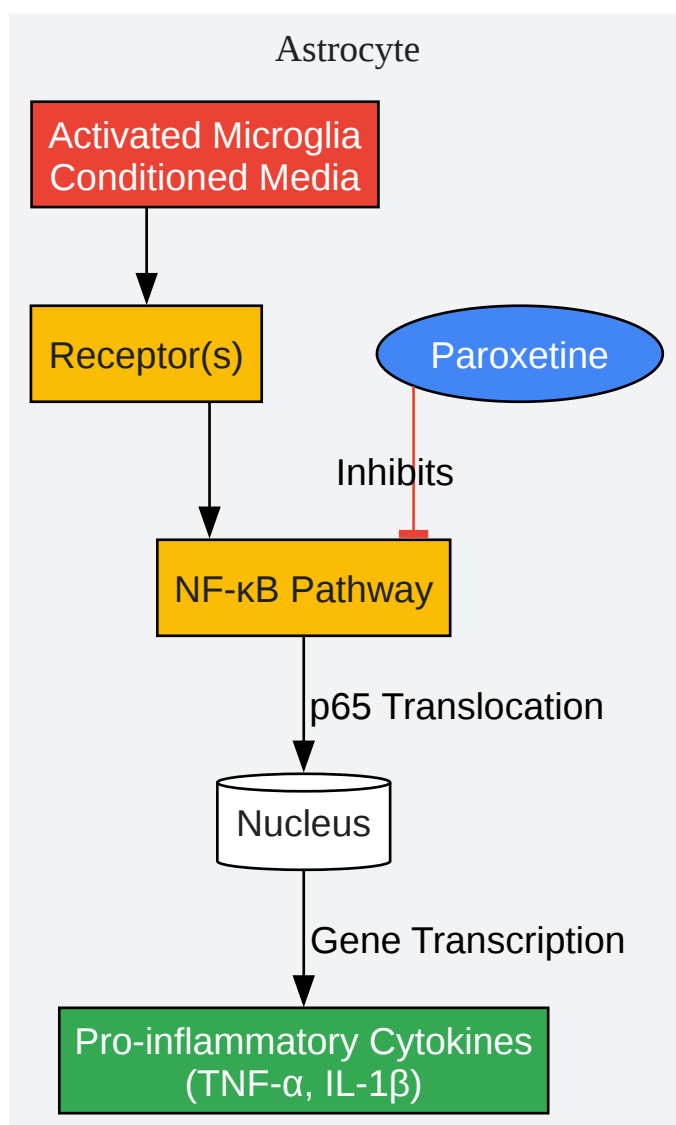 Astrocyte
Activated Microglia
Conditioned Media
Receptor(s)
Paroxetine
Inhibits
NF-κB Pathway
p65 Translocation
Nucleus
Gene Transcription
Pro-inflammatory Cytokines
(TNF-α, IL-1β)